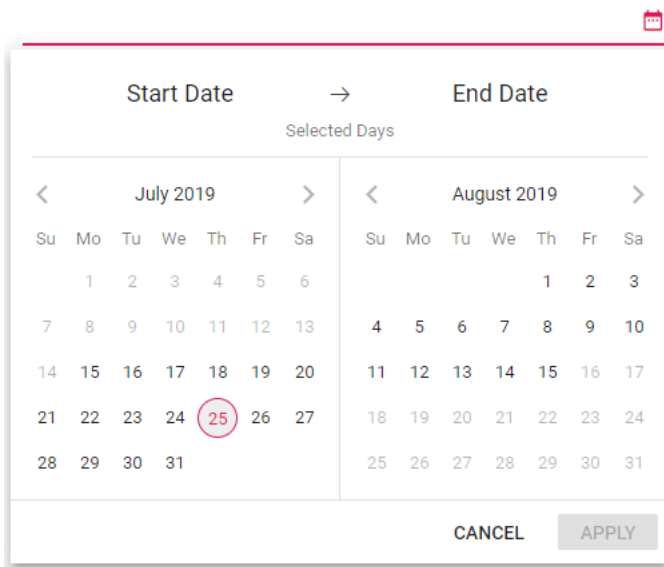 Start Date → End Date
Selected Days
July 2019
Su Mo Tu We Th Fr Sa
1 2 3 4 5 6
7 8 9 10 11 12 13
14 15 16 17 18 19 20
21 22 23 24 25 26 27
28 29 30 31
August 2019
Su Mo Tu We Th Fr Sa
1 2 3
4 5 6 7 8 9 10
11 12 13 14 15 16 17
18 19 20 21 22 23 24
25 26 27 28 29 30 31
CANCEL APPLY